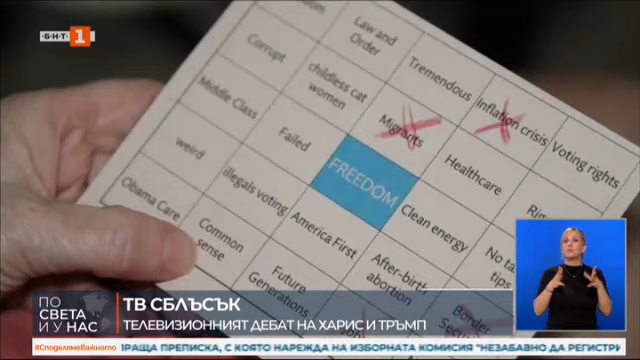 БНТ 1
Law and
Order
Tremendous
Inflation crisis
Voting rights
Corrupt
childless cat
women
Migrants
Healthcare
Middle Class
Failed
FREEDOM
Clean energy
No ta
tips
weird
illegals voting
America First
After-birth
abortion
Border
Obama Care
Common
sense
Future
Generations
ПО
СВЕТА
И У НАС
ТВ СБЛЪСЪК
ТЕЛЕВИЗИОННИЯТ ДЕБАТ НА ХАРИС И ТРЪМП
#Споделямеважното
РАЩА ПРЕПИСКА, С КОЯТО НАРЕЖДА НА ИЗБОРНАТА КОМИСИЯ "НЕЗАБАВНО ДА РЕГИСТРИ